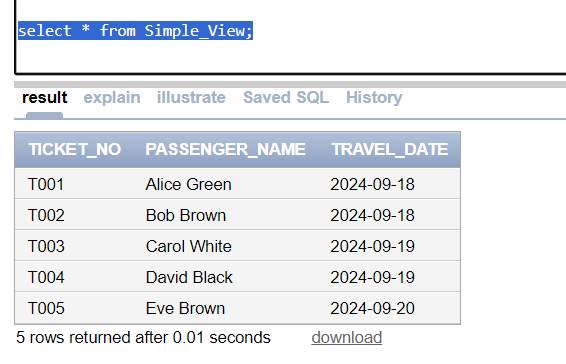 select * from Simple_View;
result explain illustrate Saved SQL History
TICKET_NO PASSENGER_NAME TRAVEL_DATE
T001 Alice Green 2024-09-18
T002 Bob Brown 2024-09-18
T003 Carol White 2024-09-19
T004 David Black 2024-09-19
T005 Eve Brown 2024-09-20
5 rows returned after 0.01 seconds download